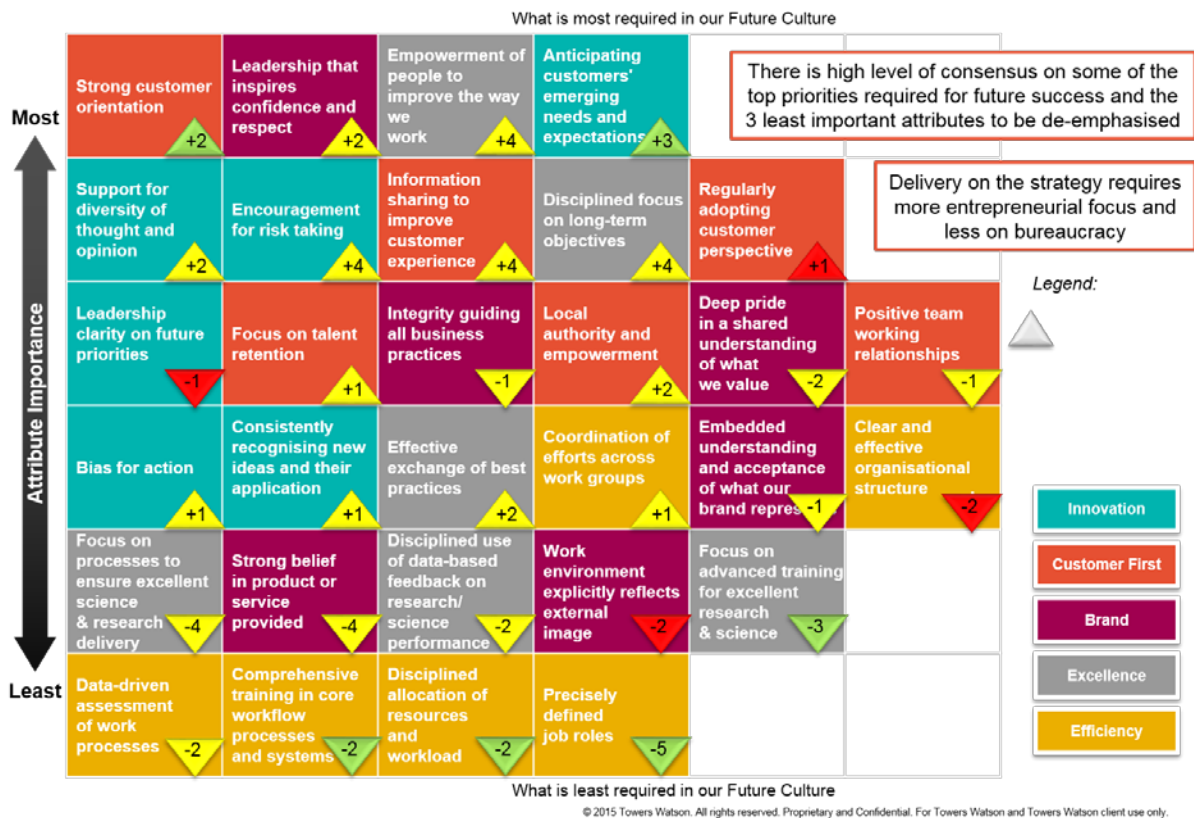 What is most required in our Future Culture
Most
Attribute Importance
Least
Strong customer
orientation
+2
Leadership that
inspires
confidence and
respect
+2
Empowerment of
people to
improve the way
we
work
+4
Anticipating
customers'
emerging
needs and
expectations
+3
There is high level of consensus on some of the
top priorities required for future success and the
3 least important attributes to be de-emphasised
Support for
diversity of
thought and
opinion
+2
Encouragement
for risk taking
+4
Information
sharing to
improve
customer
experience
+4
Disciplined focus
on long-term
objectives
+4
Regularly
adopting
customer
perspective
+1
Delivery on the strategy requires
more entrepreneurial focus and
less on bureaucracy
Legend:
Leadership
clarity on future
priorities
-1
Focus on talent
retention
+1
Integrity guiding
all business
practices
-1
Local
authority and
empowerment
+2
Deep pride
in a shared
understanding
of what
we value
-2
Positive team
working
relationships
-1
Bias for action
+1
Consistently
recognising new
ideas and their
application
+1
Effective
exchange of best
practices
+2
Coordination of
efforts across
work groups
+1
Embedded
understanding
and acceptance
of what our
brand
-1
Clear and
effective
organisational
structure
-2
Focus on
processes to
ensure excellent
science
& research
delivery
-4
Strong belief
in product or
service
provided
-4
Disciplined use
of data-based
feedback on
research/
science
performance
-2
Work
environment
explicitly reflects
external
image
-2
Focus on
advanced training
for excellent
research
& science
-3
Data-driven
assessment
of work
processes
-2
Comprehensive
training in core
workflow
processes
and systems
-2
Disciplined
allocation of
resources
and
workload
-2
Precisely
defined
job roles
-5
Innovation
Customer First
Brand
Excellence
Efficiency
What is least required in our Future Culture
© 2015 Towers Watson. All rights reserved. Proprietary and Confidential. For Towers Watson and Towers Watson client use only.